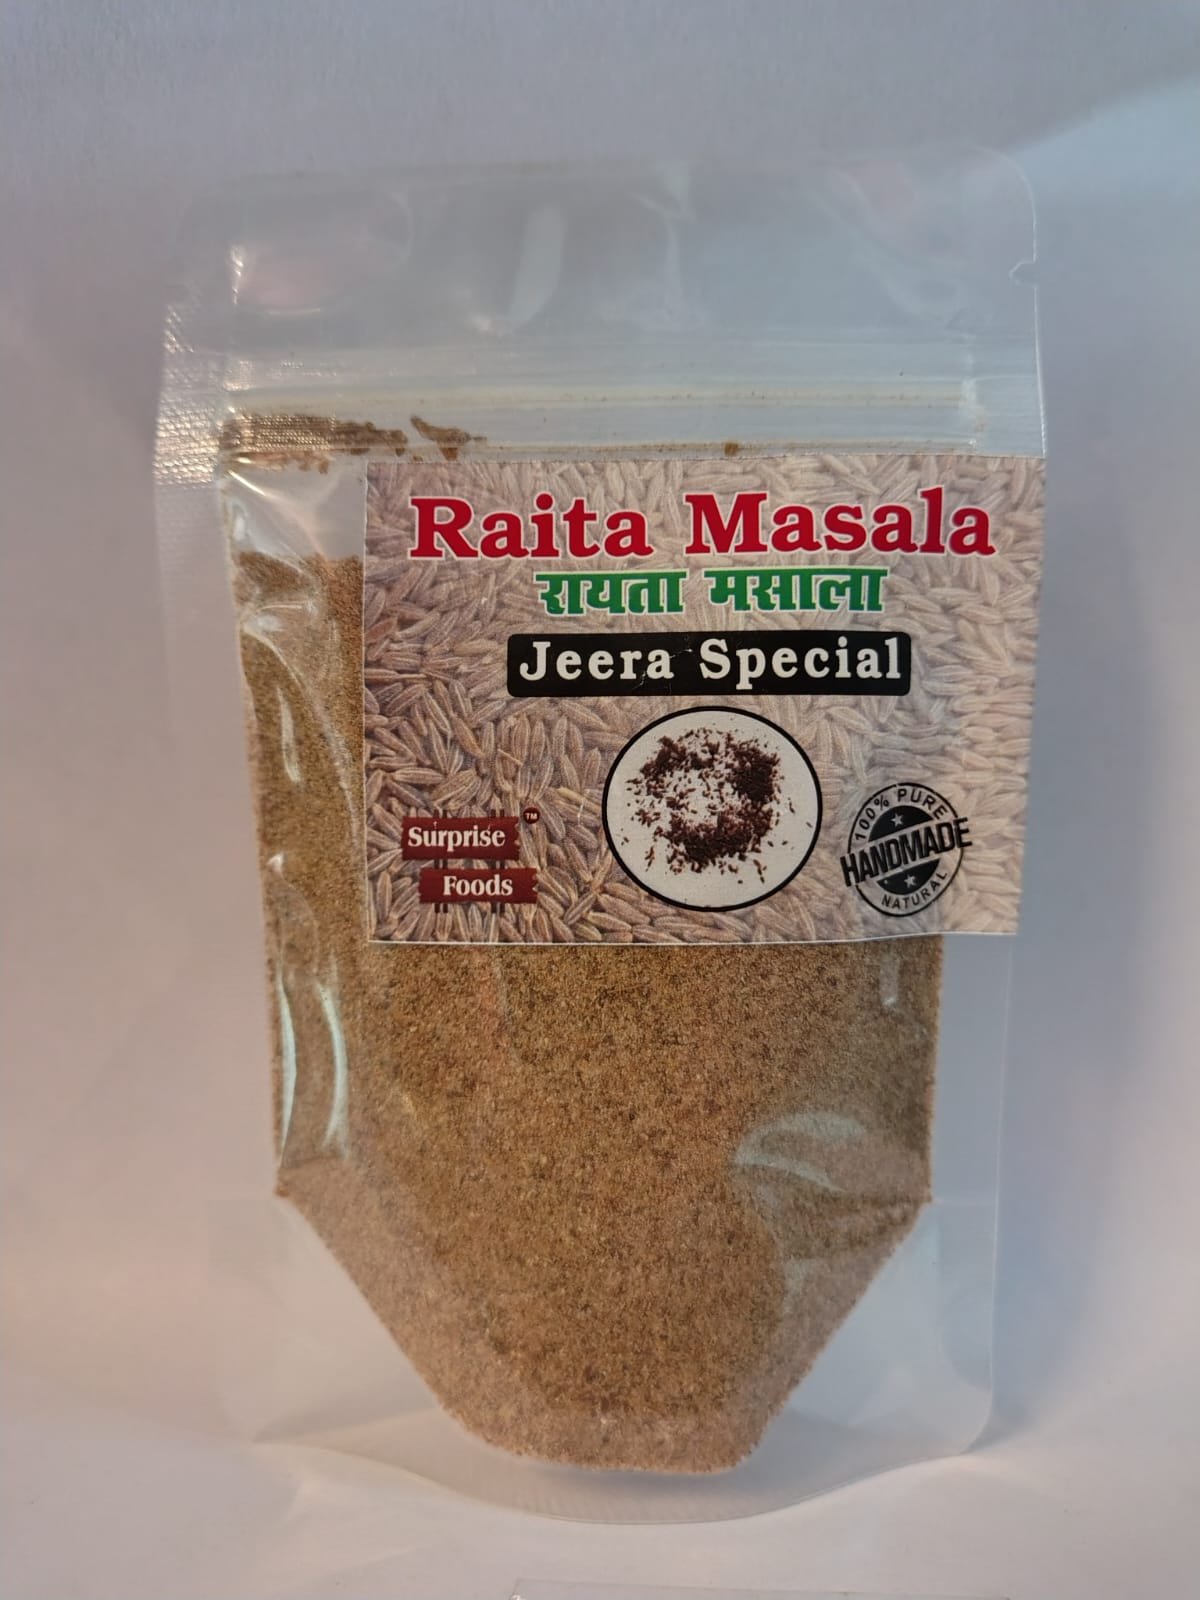 Raita Masala
रायता मसाला
Jeera Special
Surprise
TM
Foods
100% PURE
HANDMADE
NATURAL